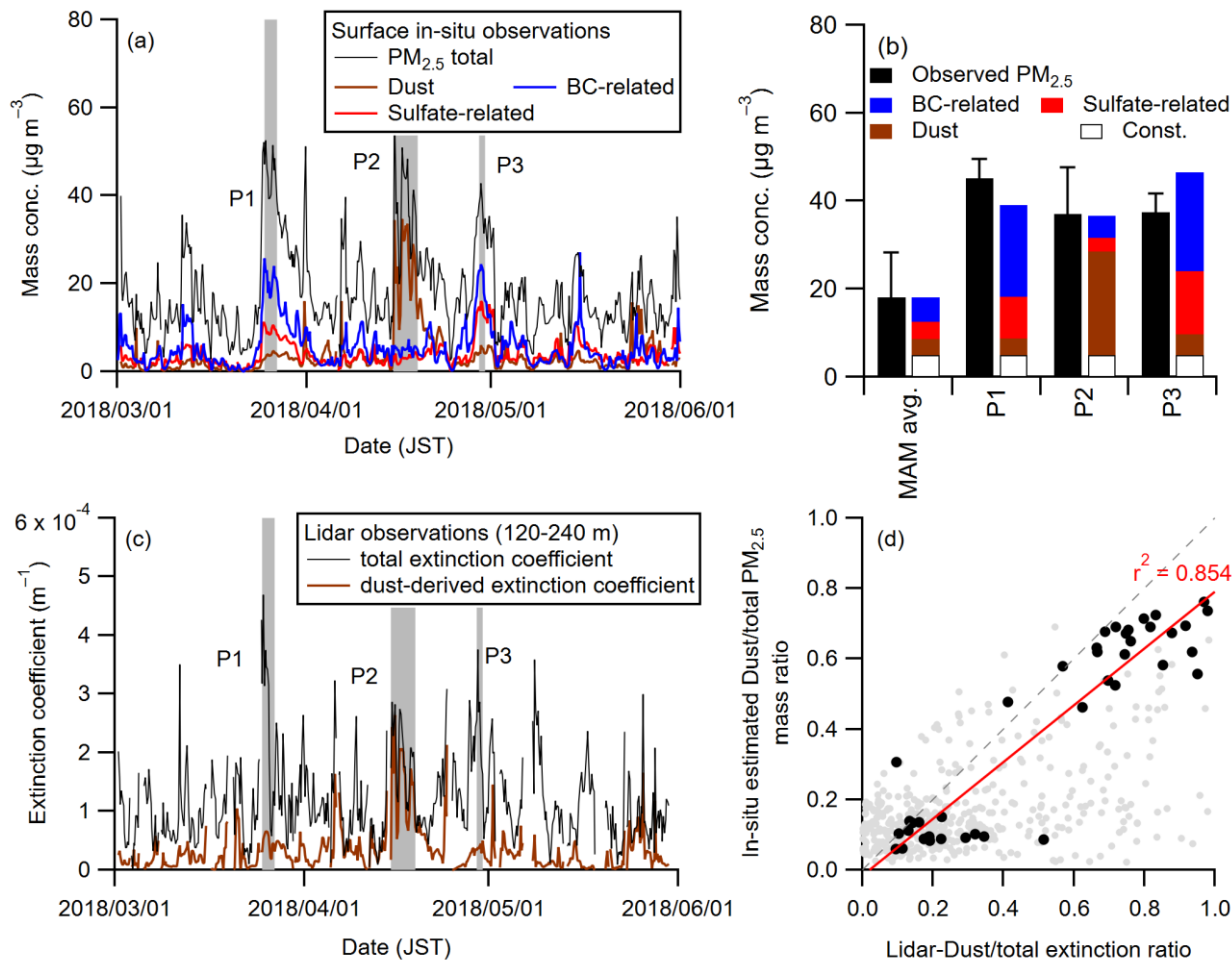 (a)
Surface in-situ observations
PM2.5 total
Dust
BC-related
Sulfate-related
P1
P2
P3
80
60
40
20
0
Mass conc. (µg m−3)
2018/03/01
2018/04/01
2018/05/01
2018/06/01
Date (JST)
(b)
Observed PM2.5
BC-related
Sulfate-related
Dust
Const.
80
60
40
20
0
Mass conc. (µg m−3)
MAM avg.
P1
P2
P3
(c)
Lidar observations (120-240 m)
total extinction coefficient
dust-derived extinction coefficient
P1
P2
P3
6 x 10−4
5
4
3
2
1
0
Extinction coefficient (m−1)
2018/03/01
2018/04/01
2018/05/01
2018/06/01
Date (JST)
(d)
r2 = 0.854
1.0
0.8
0.6
0.4
0.2
0.0
In-situ estimated Dust/total PM2.5
mass ratio
0.0
0.2
0.4
0.6
0.8
1.0
Lidar-Dust/total extinction ratio